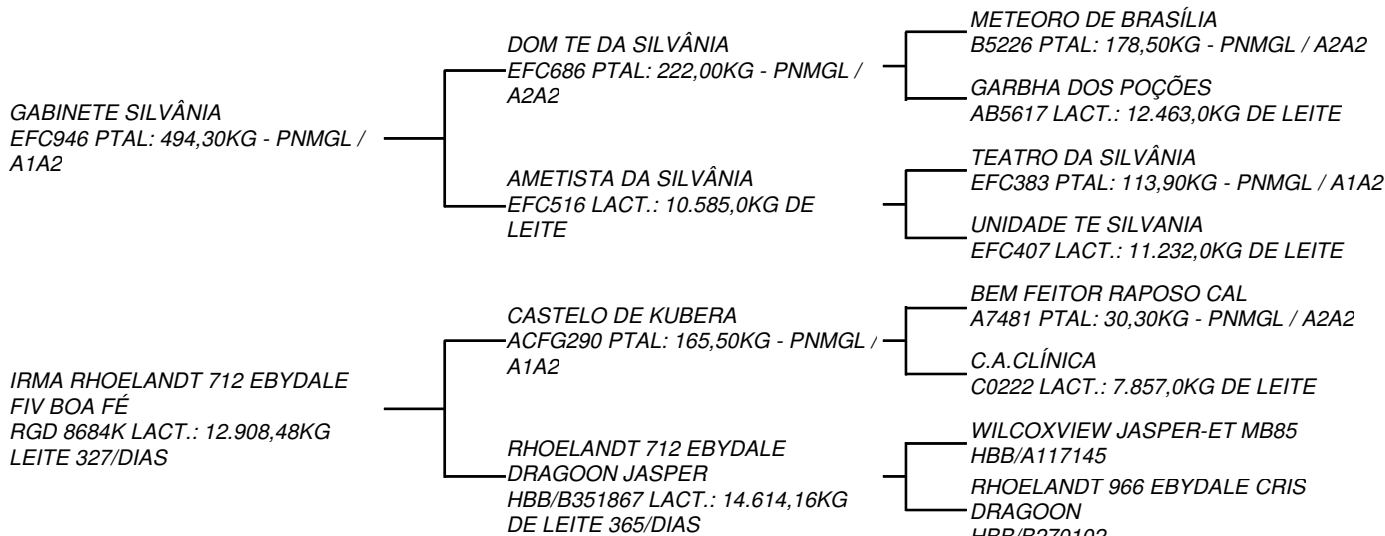 GABINETE SILVÂNIA
EFC946 PTAL: 494,30KG - PNMGL /
A1A2
DOM TE DA SILVÂNIA
EFC686 PTAL: 222,00KG - PNMGL /
A2A2
METEORO DE BRASÍLIA
B5226 PTAL: 178,50KG - PNMGL / A2A2
GARBHA DOS POÇÕES
AB5617 LACT.: 12.463,0KG DE LEITE
AMETISTA DA SILVÂNIA
EFC516 LACT.: 10.585,0KG DE
LEITE
TEATRO DA SILVÂNIA
EFC383 PTAL: 113,90KG - PNMGL / A1A2
UNIDADE TE SILVANIA
EFC407 LACT.: 11.232,0KG DE LEITE
IRMA RHOELANDT 712 EBYDALE
FIV BOA FÉ
RGD 8684K LACT.: 12.908,48KG
LEITE 327/DIAS
CASTELO DE KUBERA
ACFG290 PTAL: 165,50KG - PNMGL /
A1A2
BEM FEITOR RAPOSO CAL
A7481 PTAL: 30,30KG - PNMGL / A2A2
C.A.CLÍNICA
C0222 LACT.: 7.857,0KG DE LEITE
RHOELANDT 712 EBYDALE
DRAGOON JASPER
HBB/B351867 LACT.: 14.614,16KG
DE LEITE 365/DIAS
WILCOXVIEW JASPER-ET MB85
HBB/A117145
RHOELANDT 966 EBYDALE CRIS
DRAGOON
HBB/B270102